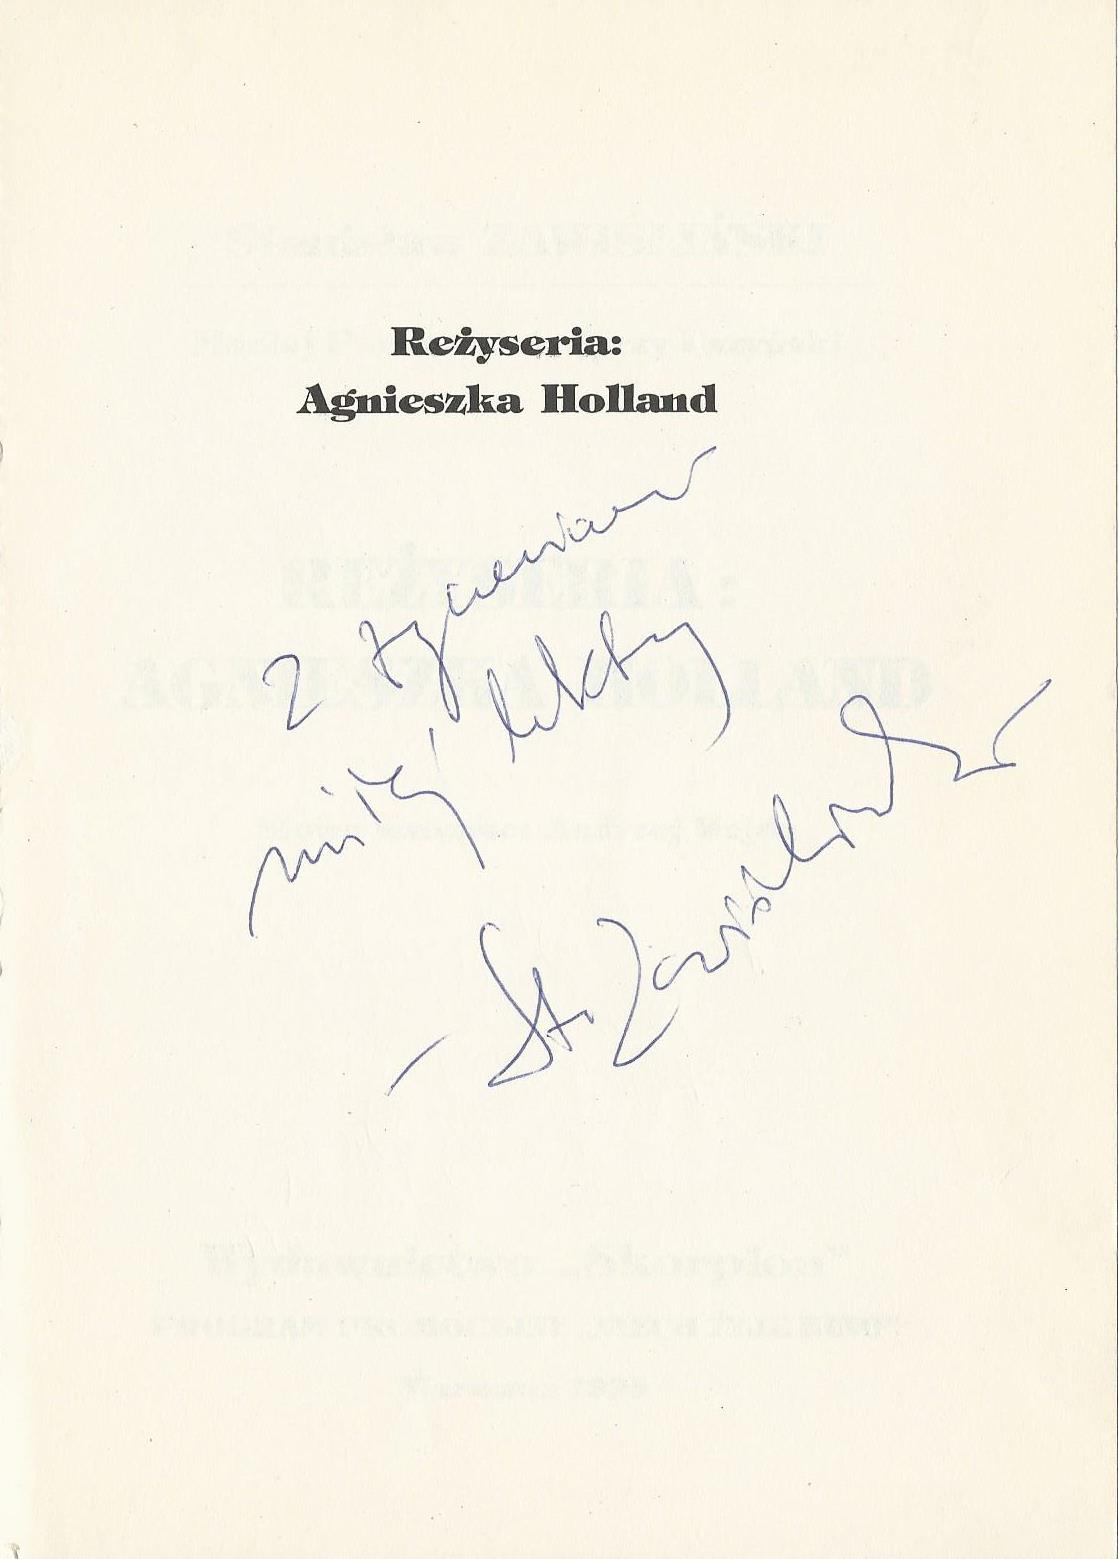 Reżyseria:
Agnieszka Holland
Z życzeniami
miłej lektury
St. Zawiśliński